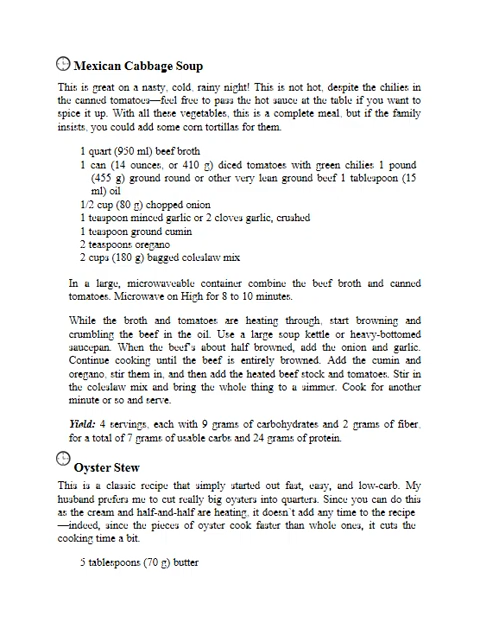 Mexican Cabbage Soup
This is great on a nasty, cold, rainy night! This is not hot, despite the chilies in
the canned tomatoes—feel free to pass the hot sauce at the table if you want to
spice it up. With all these vegetables, this is a complete meal, but if the family
insists, you could add some corn tortillas for them.
1 quart (950 ml) beef broth
1 can (14 ounces, or 410 g) diced tomatoes with green chilies 1 pound
(455 g) ground round or other very lean ground beef 1 tablespoon (15
ml) oil
1/2 cup (80 g) chopped onion
1 teaspoon minced garlic or 2 cloves garlic, crushed
1 teaspoon ground cumin
2 teaspoons oregano
2 cups (180 g) bagged coleslaw mix
In a large, microwaveable container combine the beef broth and canned
tomatoes. Microwave on High for 8 to 10 minutes.
While the broth and tomatoes are heating through, start browning and
crumbling the beef in the oil. Use a large soup kettle or heavy-bottomed
saucepan. When the beef's about half browned, add the onion and garlic.
Continue cooking until the beef is entirely browned. Add the cumin and
oregano, stir them in, and then add the heated beef stock and tomatoes. Stir in
the coleslaw mix and bring the whole thing to a simmer. Cook for another
minute or so and serve.
Yield: 4 servings, each with 9 grams of carbohydrates and 2 grams of fiber,
for a total of 7 grams of usable carbs and 24 grams of protein.
Oyster Stew
This is a classic recipe that simply started out fast, easy, and low-carb. My
husband prefers me to cut really big oysters into quarters. Since you can do this
as the cream and half-and-half are heating, it doesn't add any time to the recipe
—indeed, since the pieces of oyster cook faster than whole ones, it cuts the
cooking time a bit.
5 tablespoons (70 g) butter